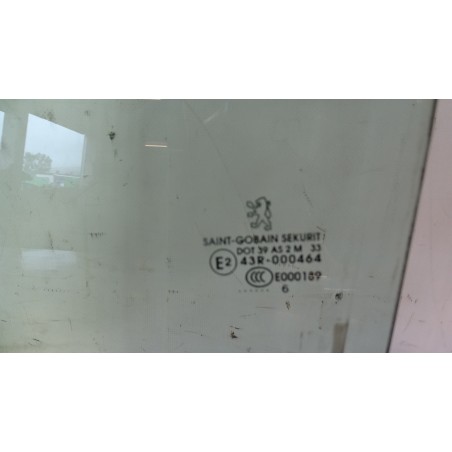 SAINT-GOBAIN SEKURIT
DOT 39 AS 2 M 33
E2 43R-000464
CCC E000189
6